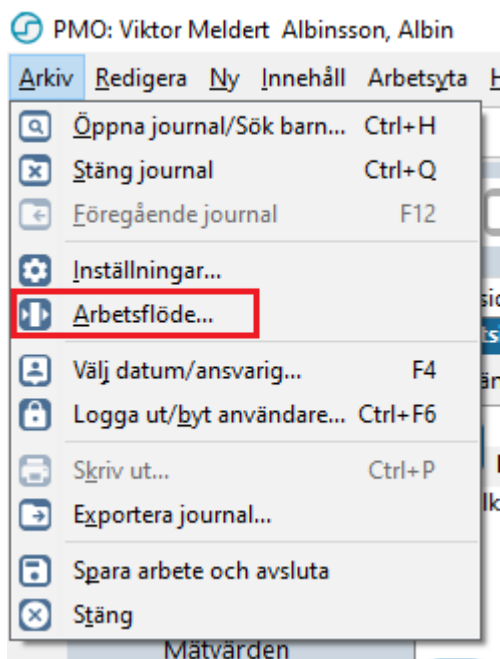 PMO: Viktor Meldert Albinsson, Albin
Arkiv Redigera Ny Innehåll Arbetsyta
Öppna journal/Sök barn... Ctrl+H
Stäng journal Ctrl+Q
Föregående journal F12
Inställningar...
Arbetsflöde...
Välj datum/ansvarig... F4
Logga ut/byt användare... Ctrl+F6
Skriv ut... Ctrl+P
Exportera journal...
Spara arbete och avsluta
Stäng
Mätvärden